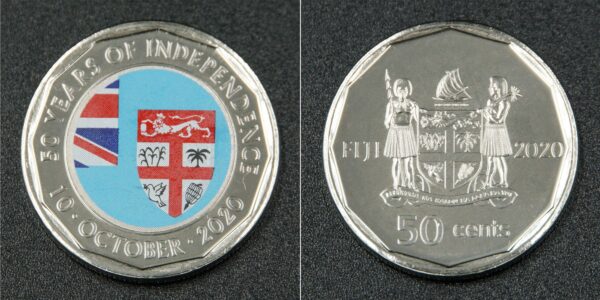 50 YEARS OF INDEPENDENCE
10 · OCTOBER · 2020
FIJI 2020
50 cents